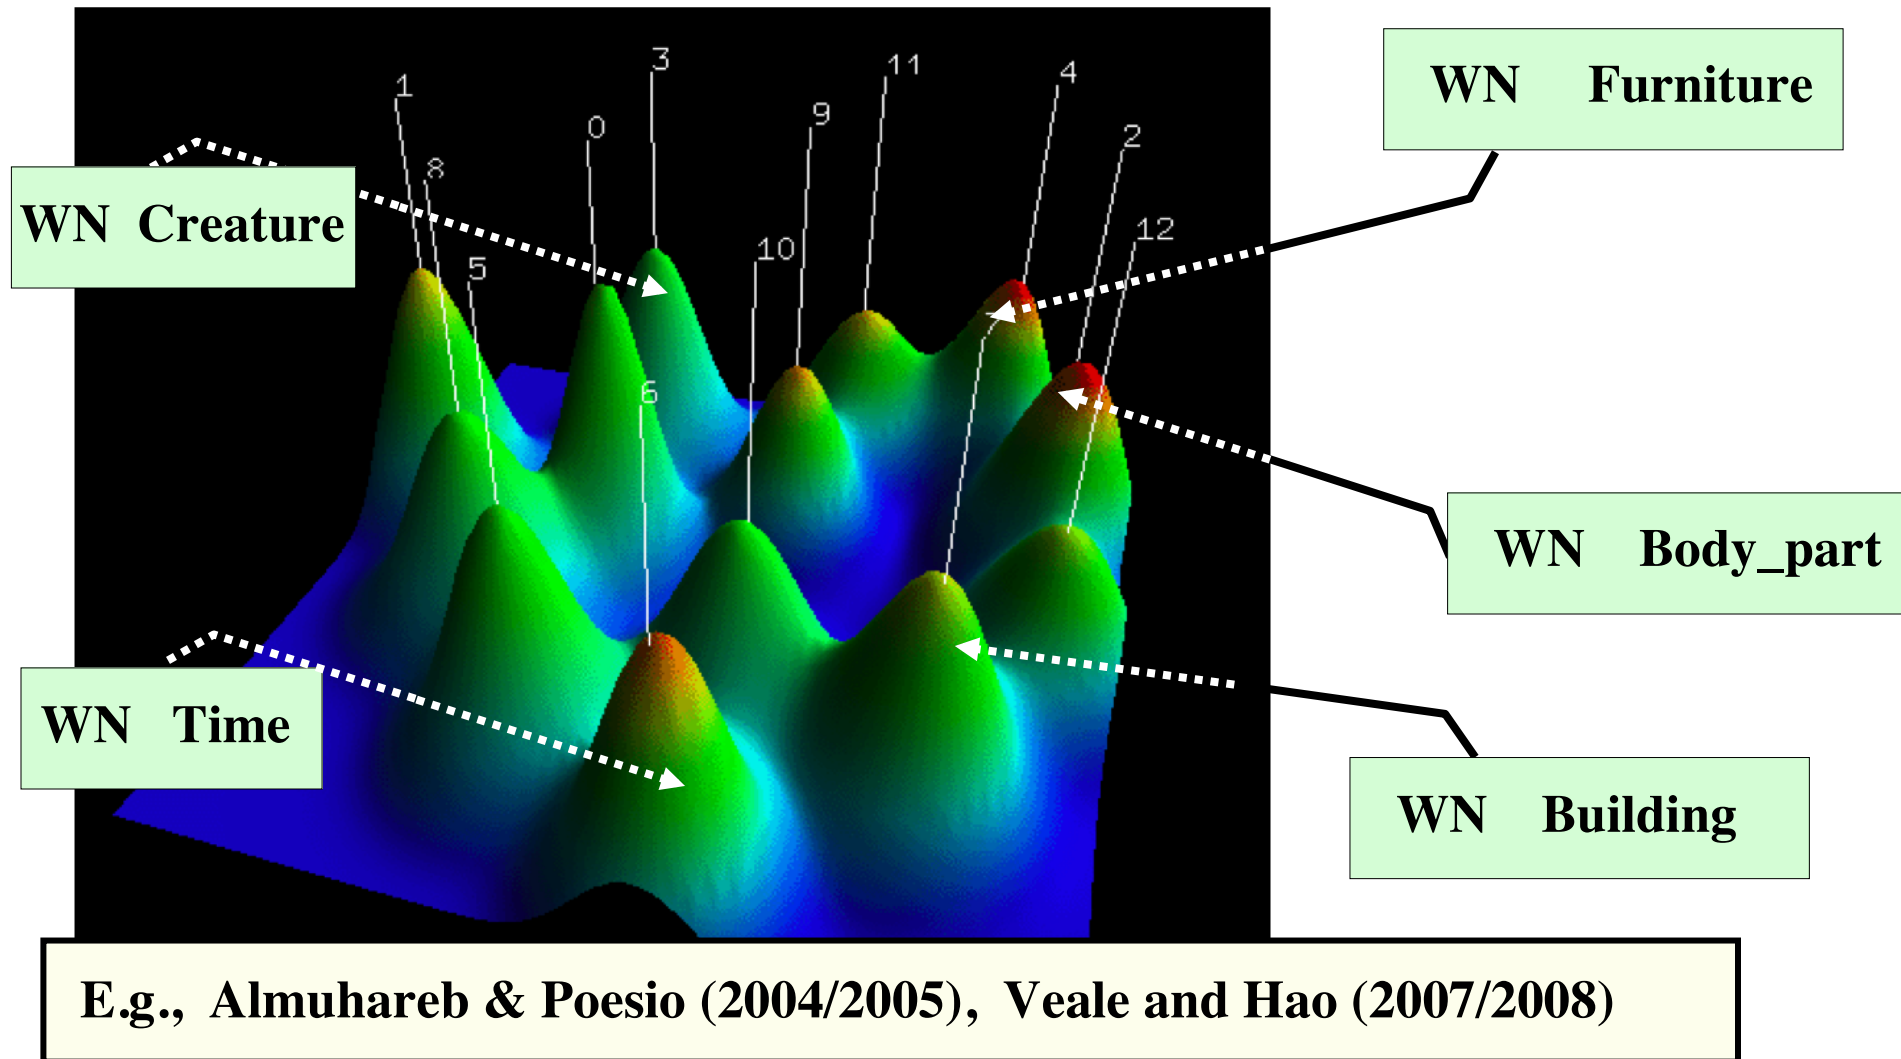 3
11
4
1
WN Furniture
9
0
2
8
WN Creature
12
10
5
6
WN Body_part
WN Time
WN Building
E.g., Almuhareb & Poesio (2004/2005), Veale and Hao (2007/2008)